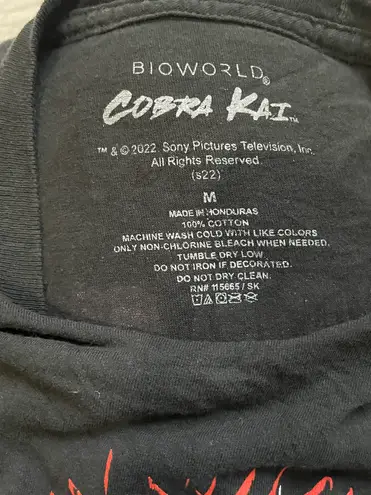 BIOWORLD®
COBRA KAI™
™ & © 2022 Sony Pictures Television, Inc.
All Rights Reserved.
(s22)
M
MADE IN HONDURAS
100% COTTON
MACHINE WASH COLD WITH LIKE COLORS
ONLY NON-CHLORINE BLEACH WHEN NEEDED.
TUMBLE DRY LOW.
DO NOT IRON IF DECORATED.
DO NOT DRY CLEAN.
RN# 115665 / SK